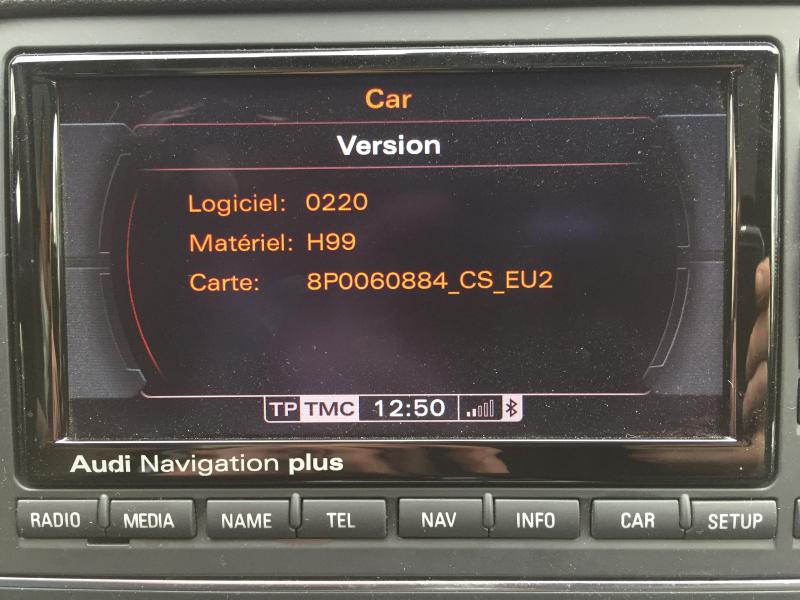 Car
Version
Logiciel: 0220
Matériel: H99
Carte: 8P0060884_CS_EU2
TP TMC 12:50
Audi Navigation plus
RADIO MEDIA NAME TEL NAV INFO CAR SETUP